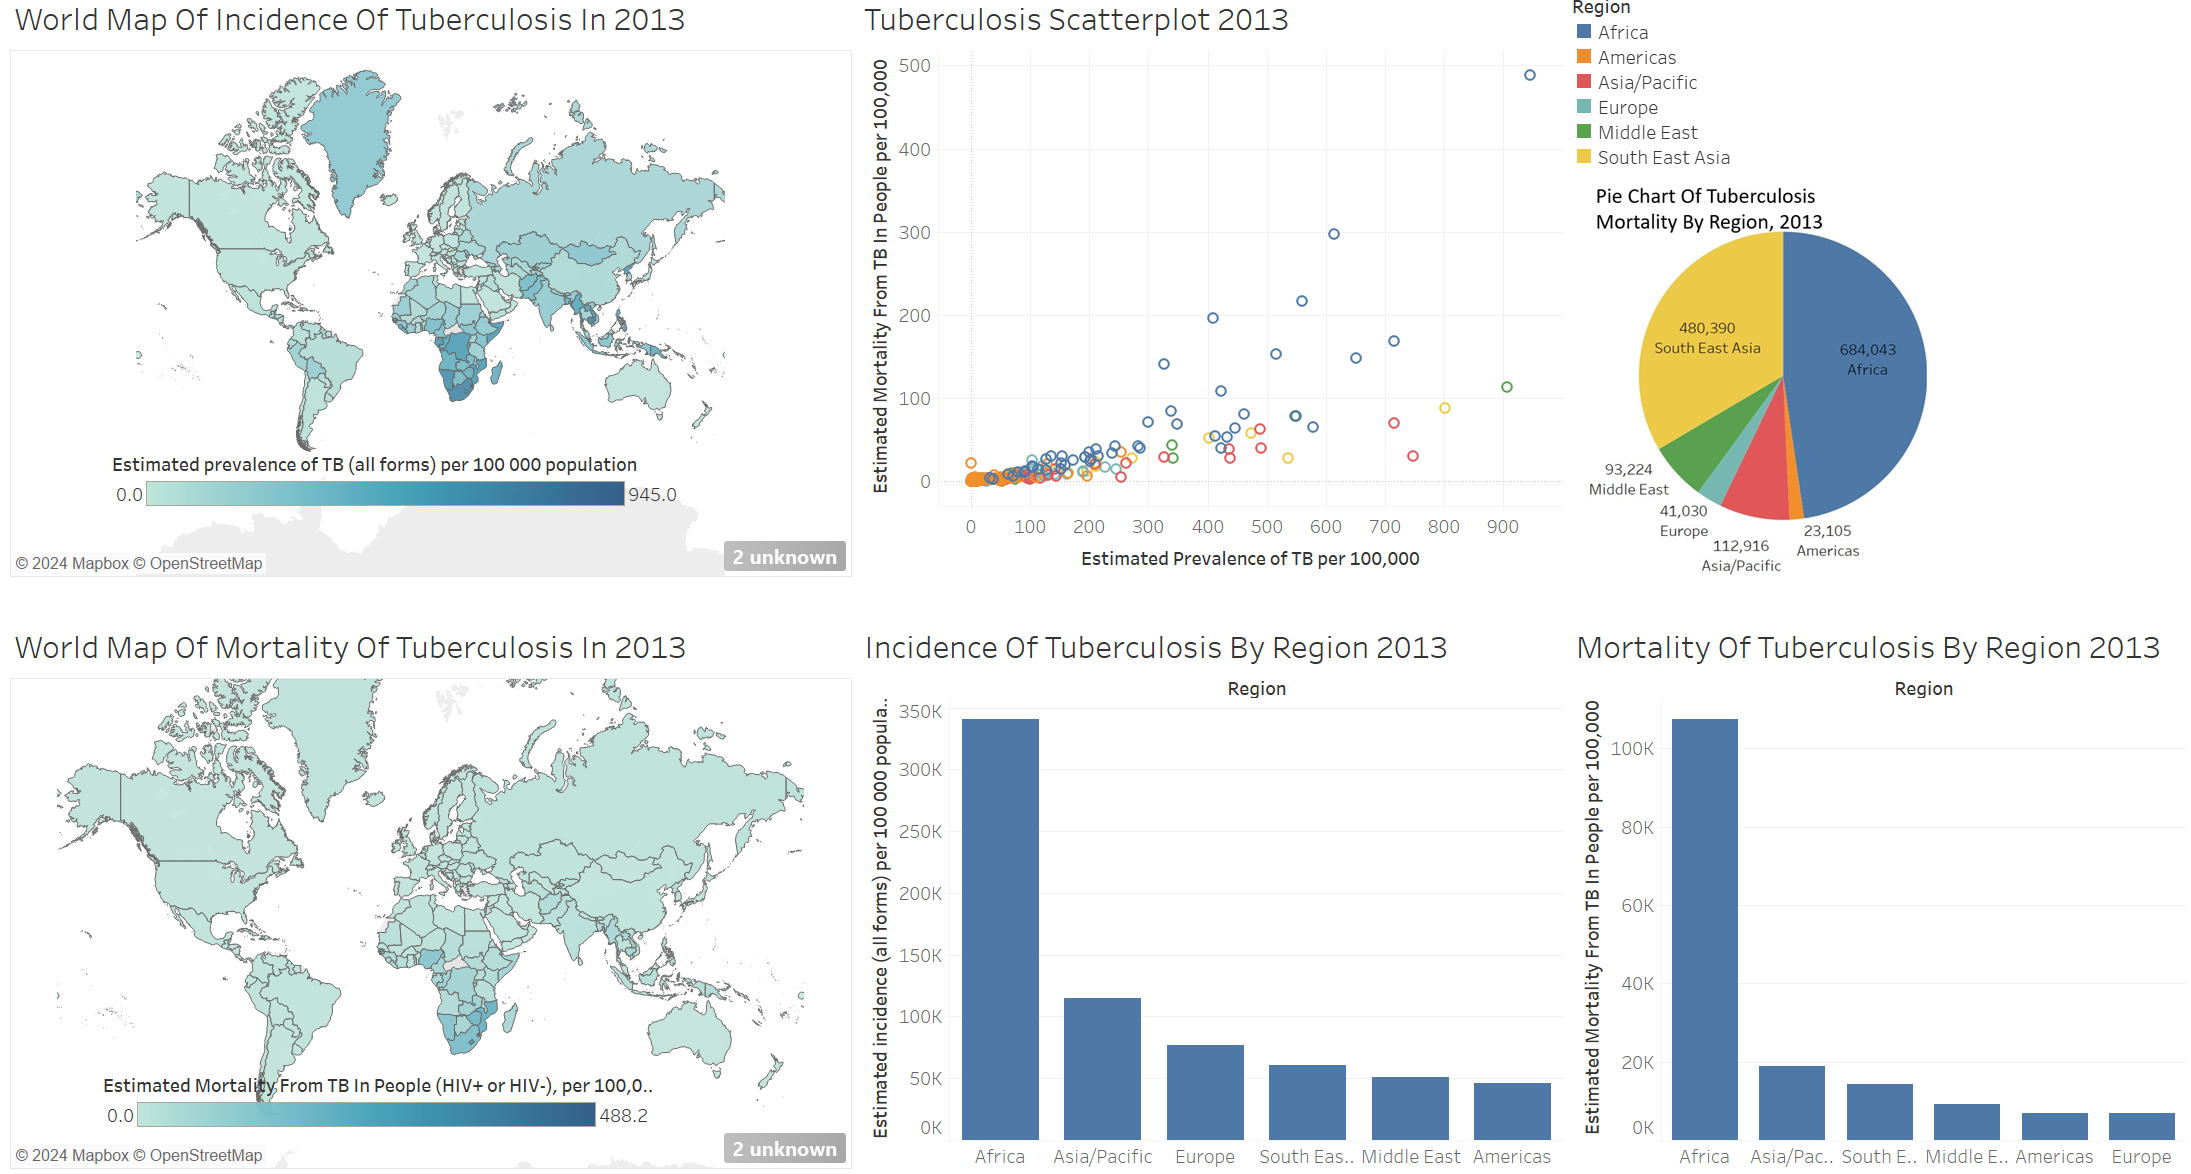 World Map Of Incidence Of Tuberculosis In 2013
Estimated prevalence of TB (all forms) per 100 000 population
0.0
945.0
© 2024 Mapbox © OpenStreetMap
2 unknown
Tuberculosis Scatterplot 2013
Estimated Mortality From TB In People per 100,000
500
400
300
200
100
0
0 100 200 300 400 500 600 700 800 900
Estimated Prevalence of TB per 100,000
Region
Africa
Americas
Asia/Pacific
Europe
Middle East
South East Asia
Pie Chart Of Tuberculosis
Mortality By Region, 2013
480,390
South East Asia
684,043
Africa
93,224
Middle East
41,030
Europe
112,916
Asia/Pacific
23,105
Americas
World Map Of Mortality Of Tuberculosis In 2013
Estimated Mortality From TB In People (HIV+ or HIV-), per 100,0..
0.0
488.2
© 2024 Mapbox © OpenStreetMap
2 unknown
Incidence Of Tuberculosis By Region 2013
Region
Estimated incidence (all forms) per 100 000 popula..
350K
300K
250K
200K
150K
100K
50K
0K
Africa Asia/Pacific Europe South Eas.. Middle East Americas
Mortality Of Tuberculosis By Region 2013
Region
Estimated Mortality From TB In People per 100,000
100K
80K
60K
40K
20K
0K
Africa Asia/Pac.. South E.. Middle E.. Americas Europe